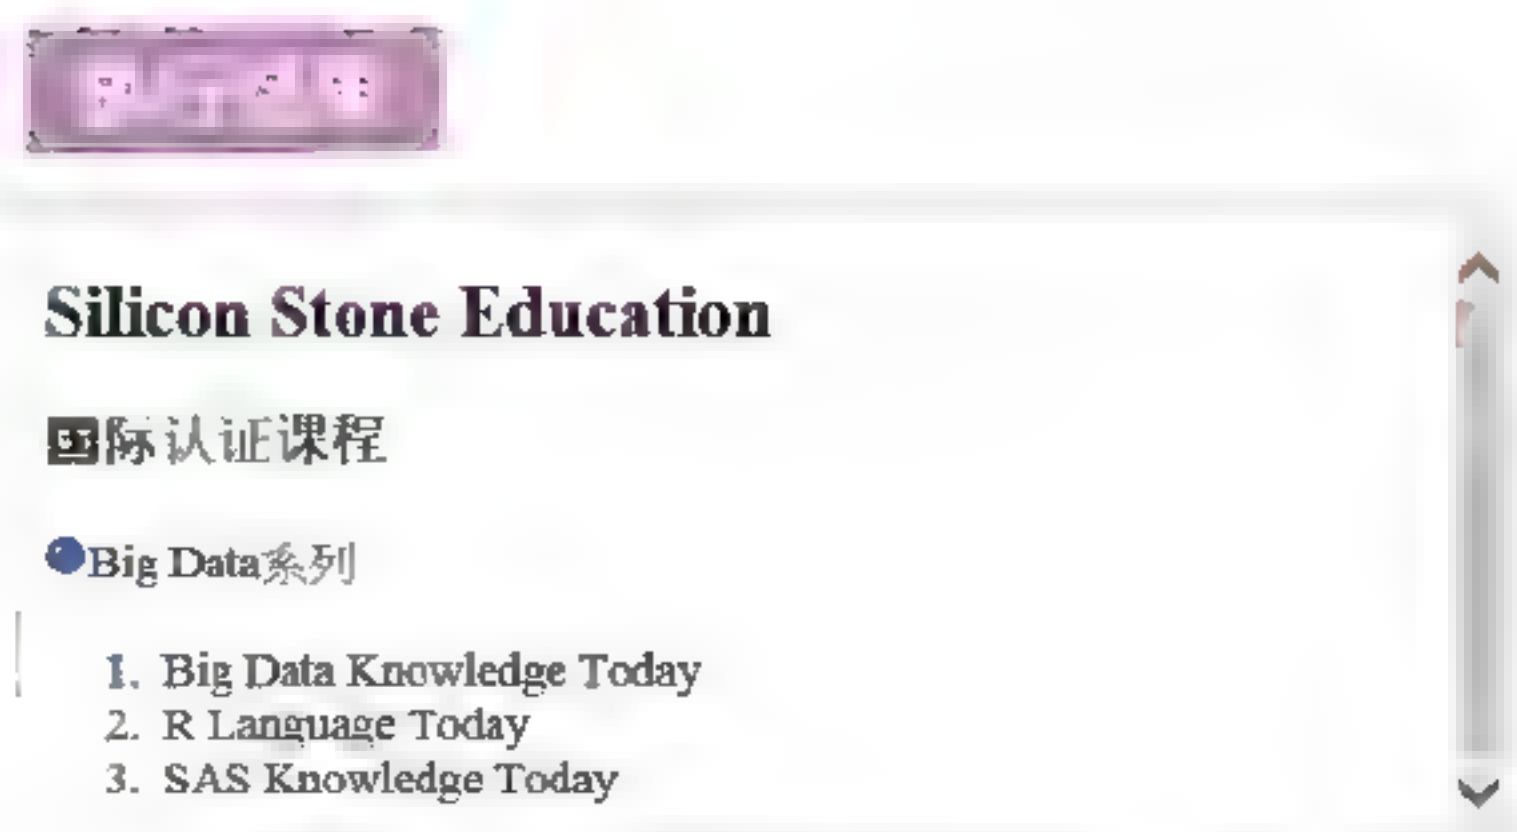 Silicon Stone Education
国际认证课程
Big Data系列
1. Big Data Knowledge Today
2. R Language Today
3. SAS Knowledge Today